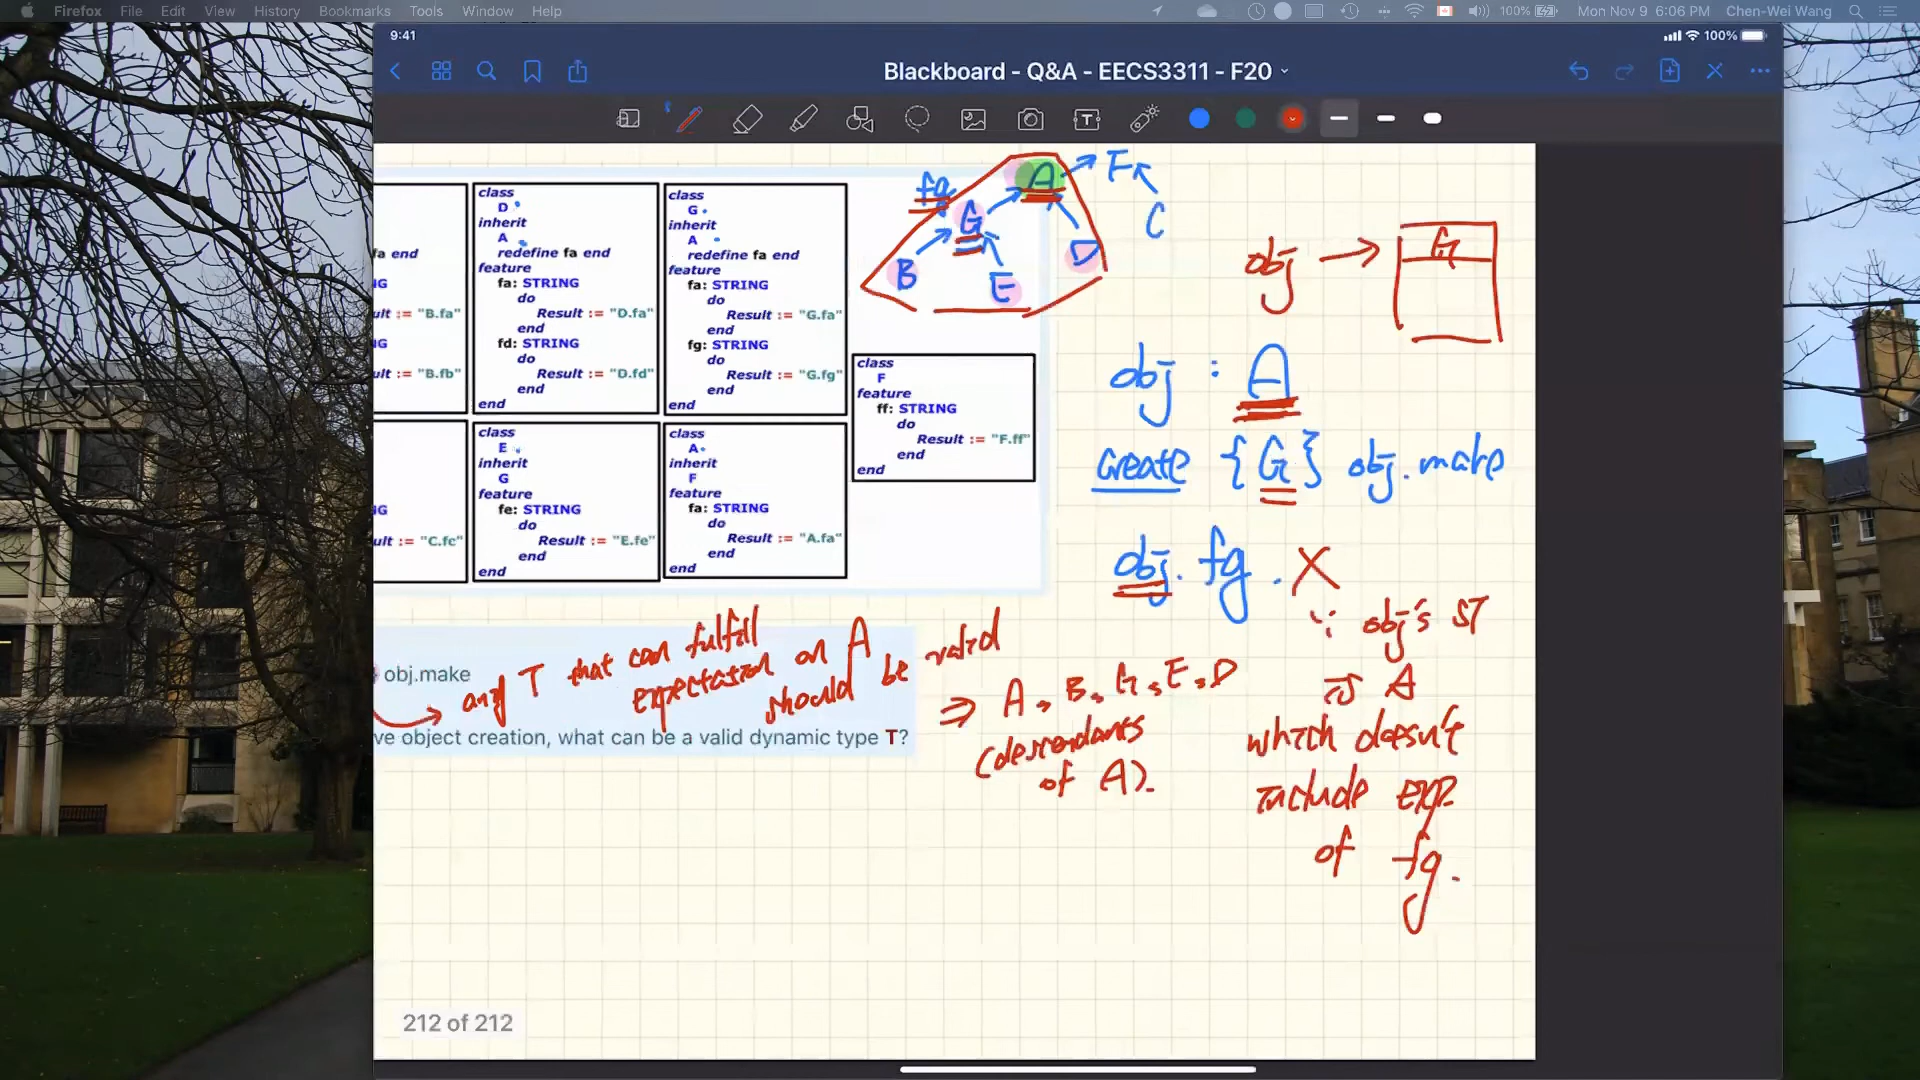 Firefox File Edit View History Bookmarks Tools Window Help 100% Mon Nov 9 6:06 PM Chen-Wei Wang
9:41 100%
Blackboard - Q&A - EECS3311 - F20
T
fa end
ult := "B.fa"
ult := "B.fb"
class
D
inherit
A
redefine fa end
feature
fa: STRING
do
Result := "D.fa"
end
fd: STRING
do
Result := "D.fd"
end
end
class
G
inherit
A
redefine fa end
feature
fa: STRING
do
Result := "G.fa"
end
fg: STRING
do
Result := "G.fg"
end
end
class
F
feature
ff: STRING
do
Result := "F.ff"
end
end
ult := "C.fc"
class
E
inherit
G
feature
fe: STRING
do
Result := "E.fe"
end
end
class
A
inherit
F
feature
fa: STRING
do
Result := "A.fa"
end
end
A F
fg G C
B E D
obj → G
obj : A
create {G} obj.make
obj. fg. X
∵ obj's ST
is A
which doesn't
include exp.
of fg.
obj.make
any T that can fulfill
expectation on A
should be valid
⇒ A, B, G, E, D
(descendants
of A).
ve object creation, what can be a valid dynamic type T?
212 of 212